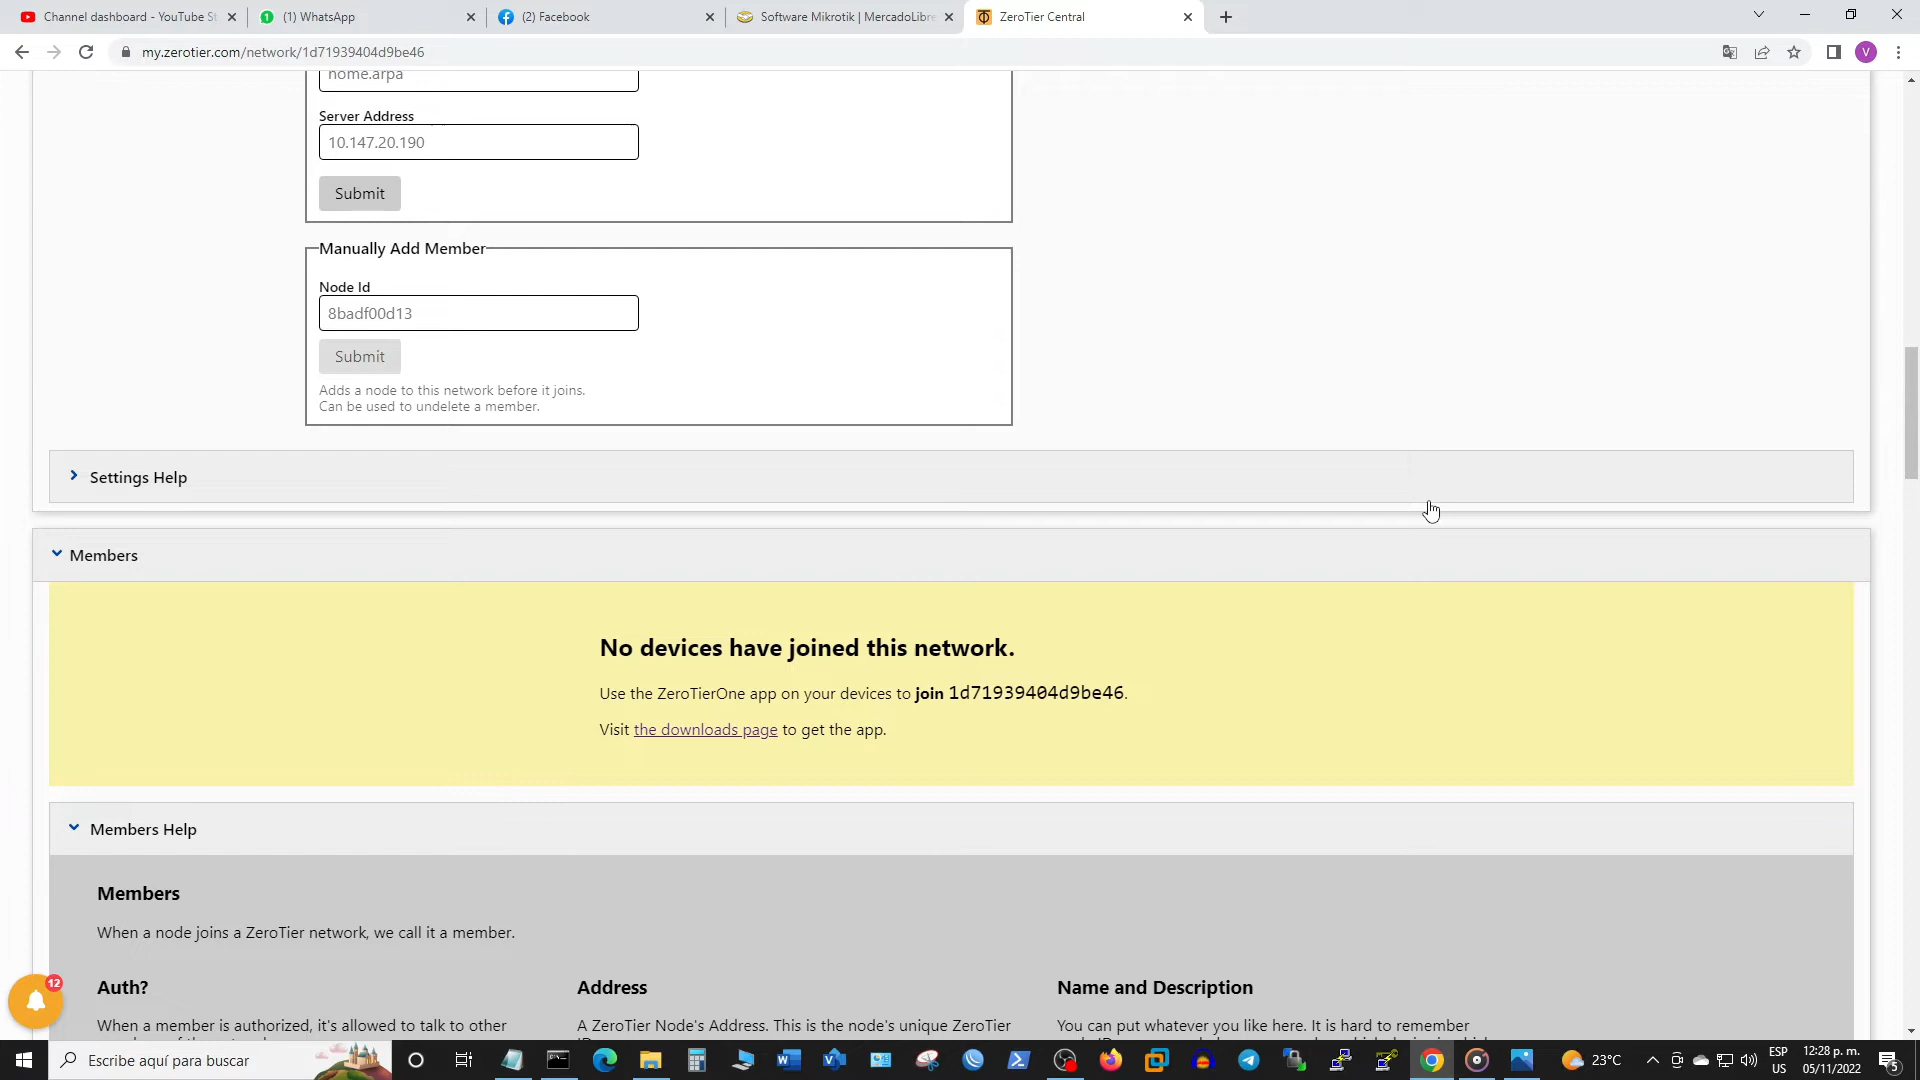 Channel dashboard - YouTube St
(1) WhatsApp
(2) Facebook
Software Mikrotik | MercadoLibre
ZeroTier Central
my.zerotier.com/network/1d71939404d9be46
V
home.arpa
Server Address
10.147.20.190
Submit
Manually Add Member
Node Id
8badf00d13
Submit
Adds a node to this network before it joins.
Can be used to undelete a member.
Settings Help
Members
No devices have joined this network.
Use the ZeroTierOne app on your devices to join 1d71939404d9be46.
Visit the downloads page to get the app.
Members Help
Members
When a node joins a ZeroTier network, we call it a member.
Auth?
Address
Name and Description
When a member is authorized, it's allowed to talk to other
A ZeroTier Node's Address. This is the node's unique ZeroTier
You can put whatever you like here. It is hard to remember
12
Escribe aquí para buscar
23°C
ESP
US
12:28 p. m.
05/11/2022
5